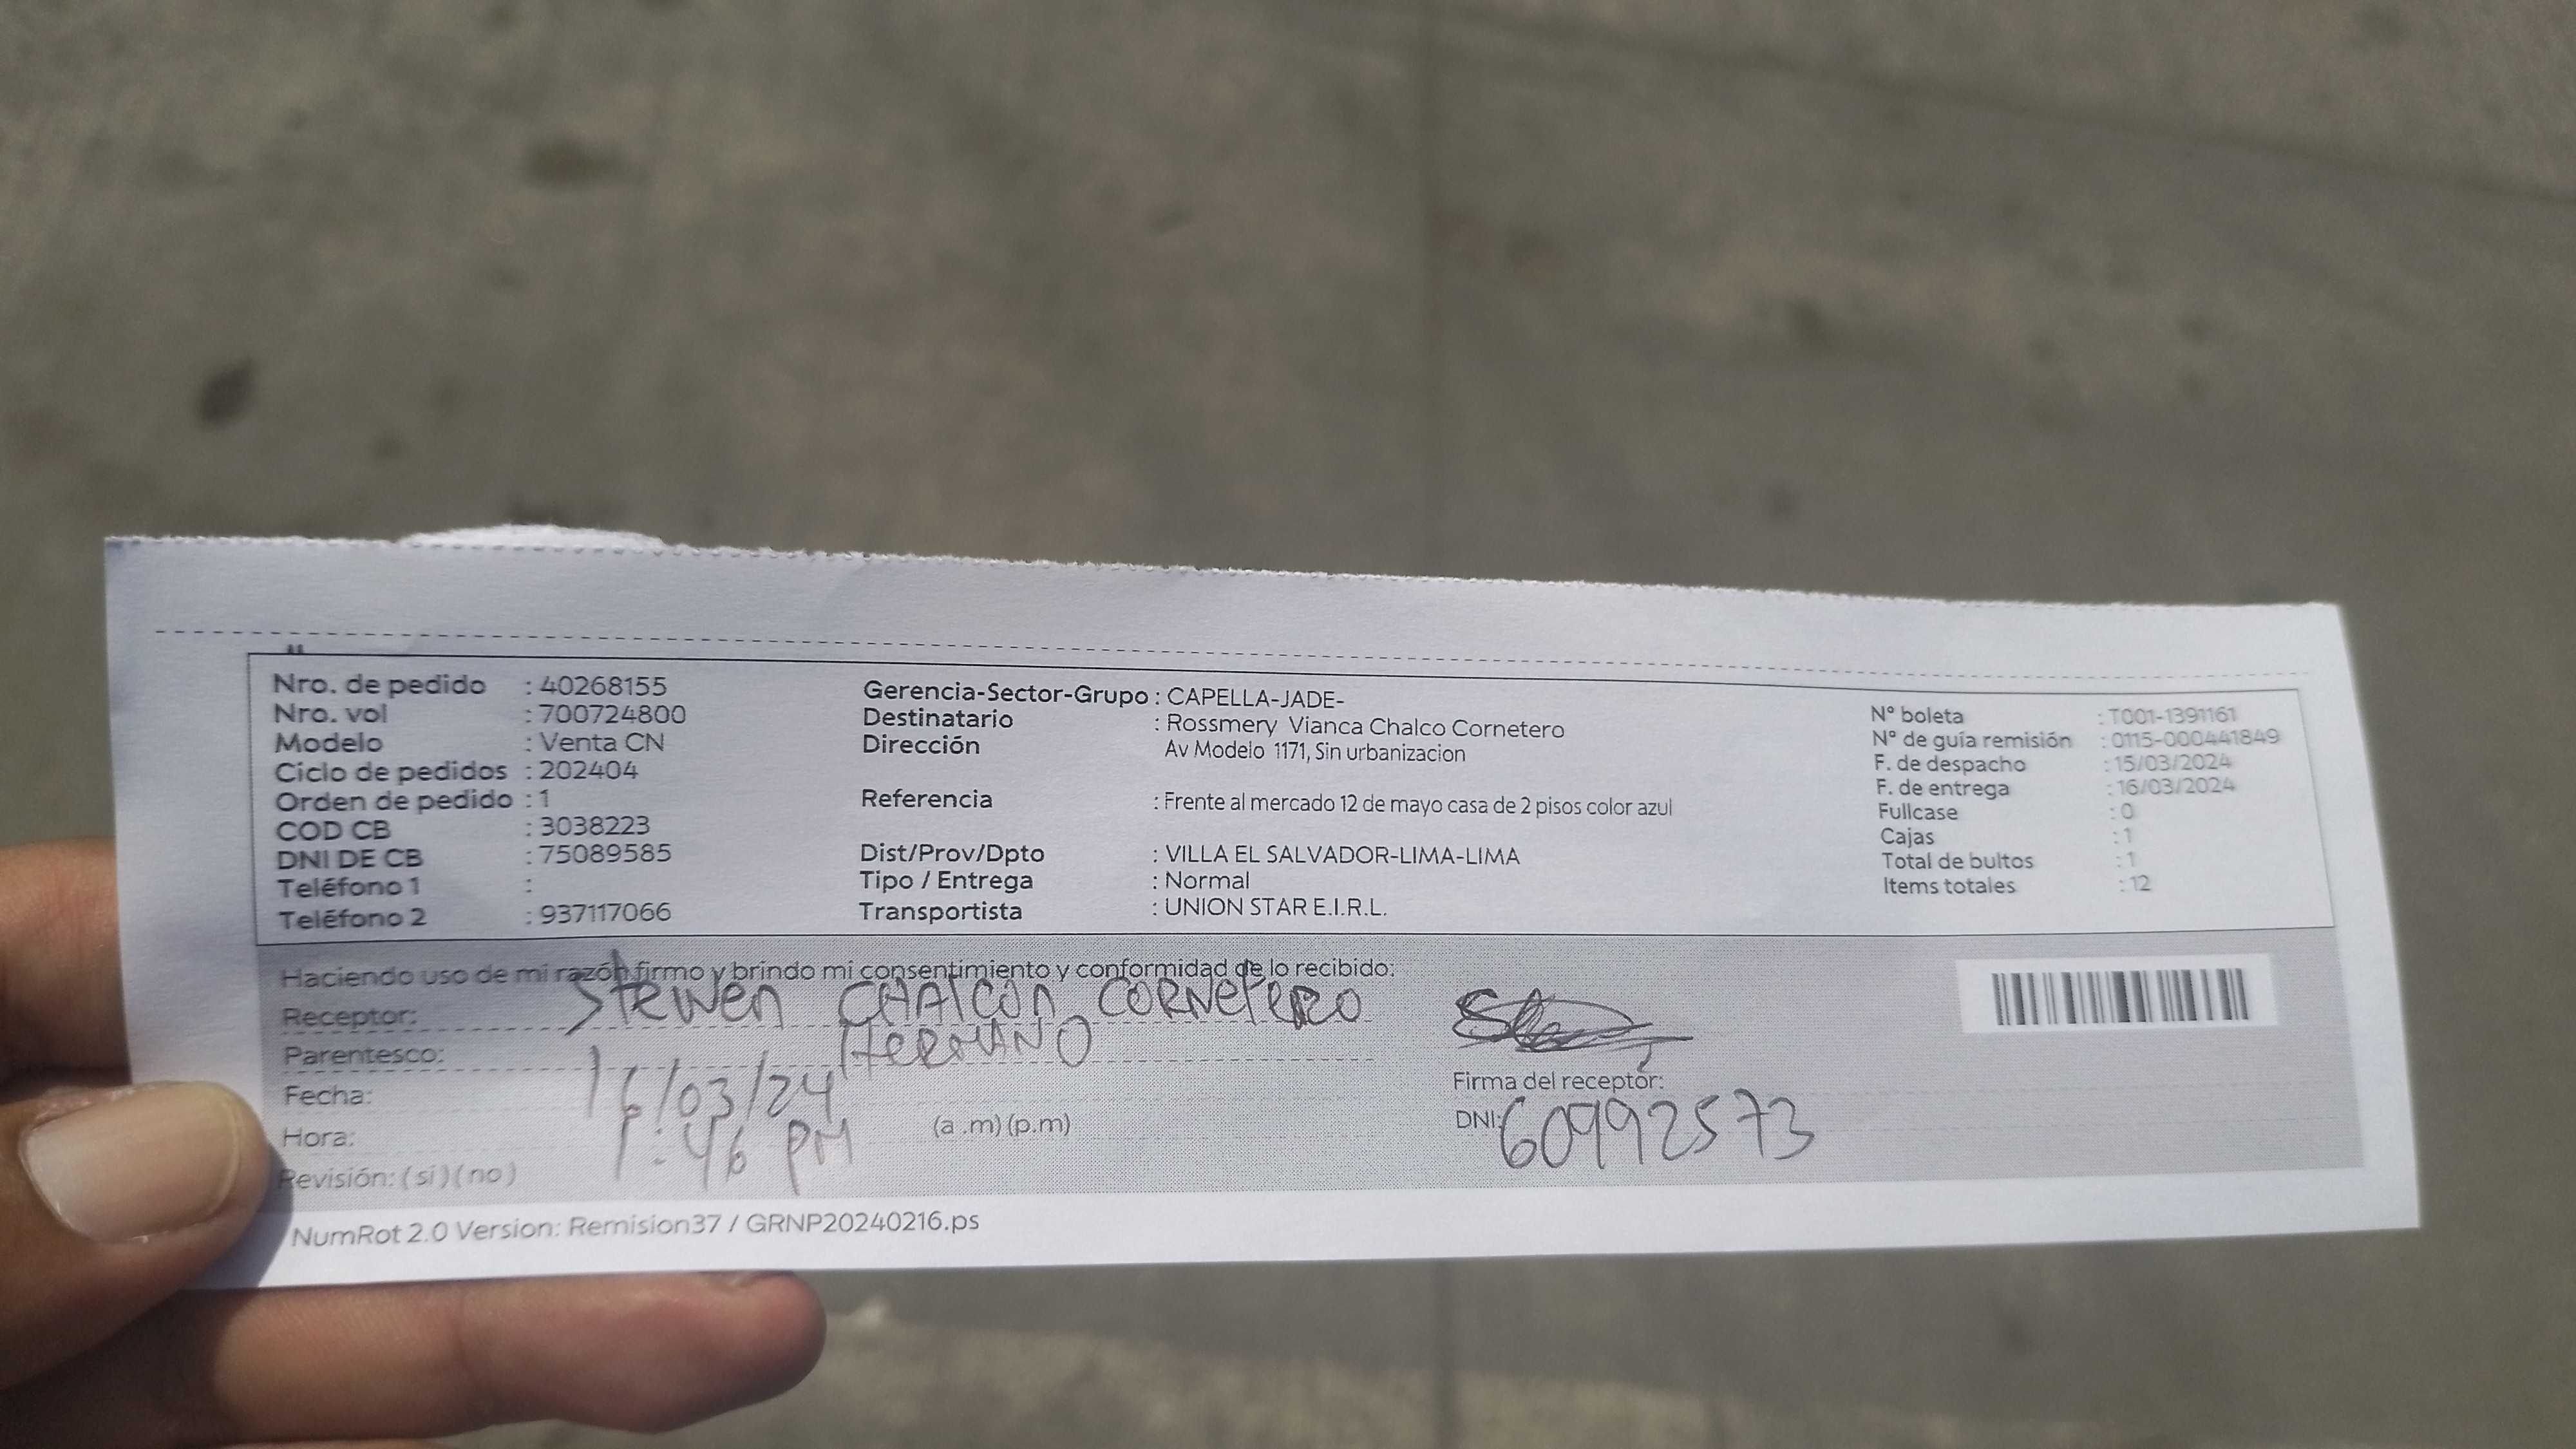 Nro. de pedido : 40268155
Nro. vol : 700724800
Modelo : Venta CN
Ciclo de pedidos : 202404
Orden de pedido : 1
COD CB : 3038223
DNI DE CB : 75089585
Teléfono 1 :
Teléfono 2 : 937117066
Gerencia-Sector-Grupo : CAPELLA-JADE-
Destinatario : Rossmery Vianca Chalco Cornetero
Dirección Av Modelo 1171, Sin urbanizacion
Referencia : Frente al mercado 12 de mayo casa de 2 pisos color azul
Dist/Prov/Dpto : VILLA EL SALVADOR-LIMA-LIMA
Tipo / Entrega : Normal
Transportista : UNION STAR E.I.R.L.
N° boleta : T001-1391161
N° de guía remisión : 0115-000441849
F. de despacho : 15/03/2024
F. de entrega : 16/03/2024
Fullcase : 0
Cajas : 1
Total de bultos : 1
Items totales : 12
Haciendo uso de mi razón firmo y brindo mi consentimiento y conformidad de lo recibido:
Receptor: Stewen CORNETERO
Parentesco: HERMANO
Fecha: 16/03/24
Hora: 1:46 PM (a .m) (p.m)
Revisión: (si) (no)
Firma del receptor:
DNI: 60992573
NumRot 2.0 Version: Remision37 / GRNP20240216.ps